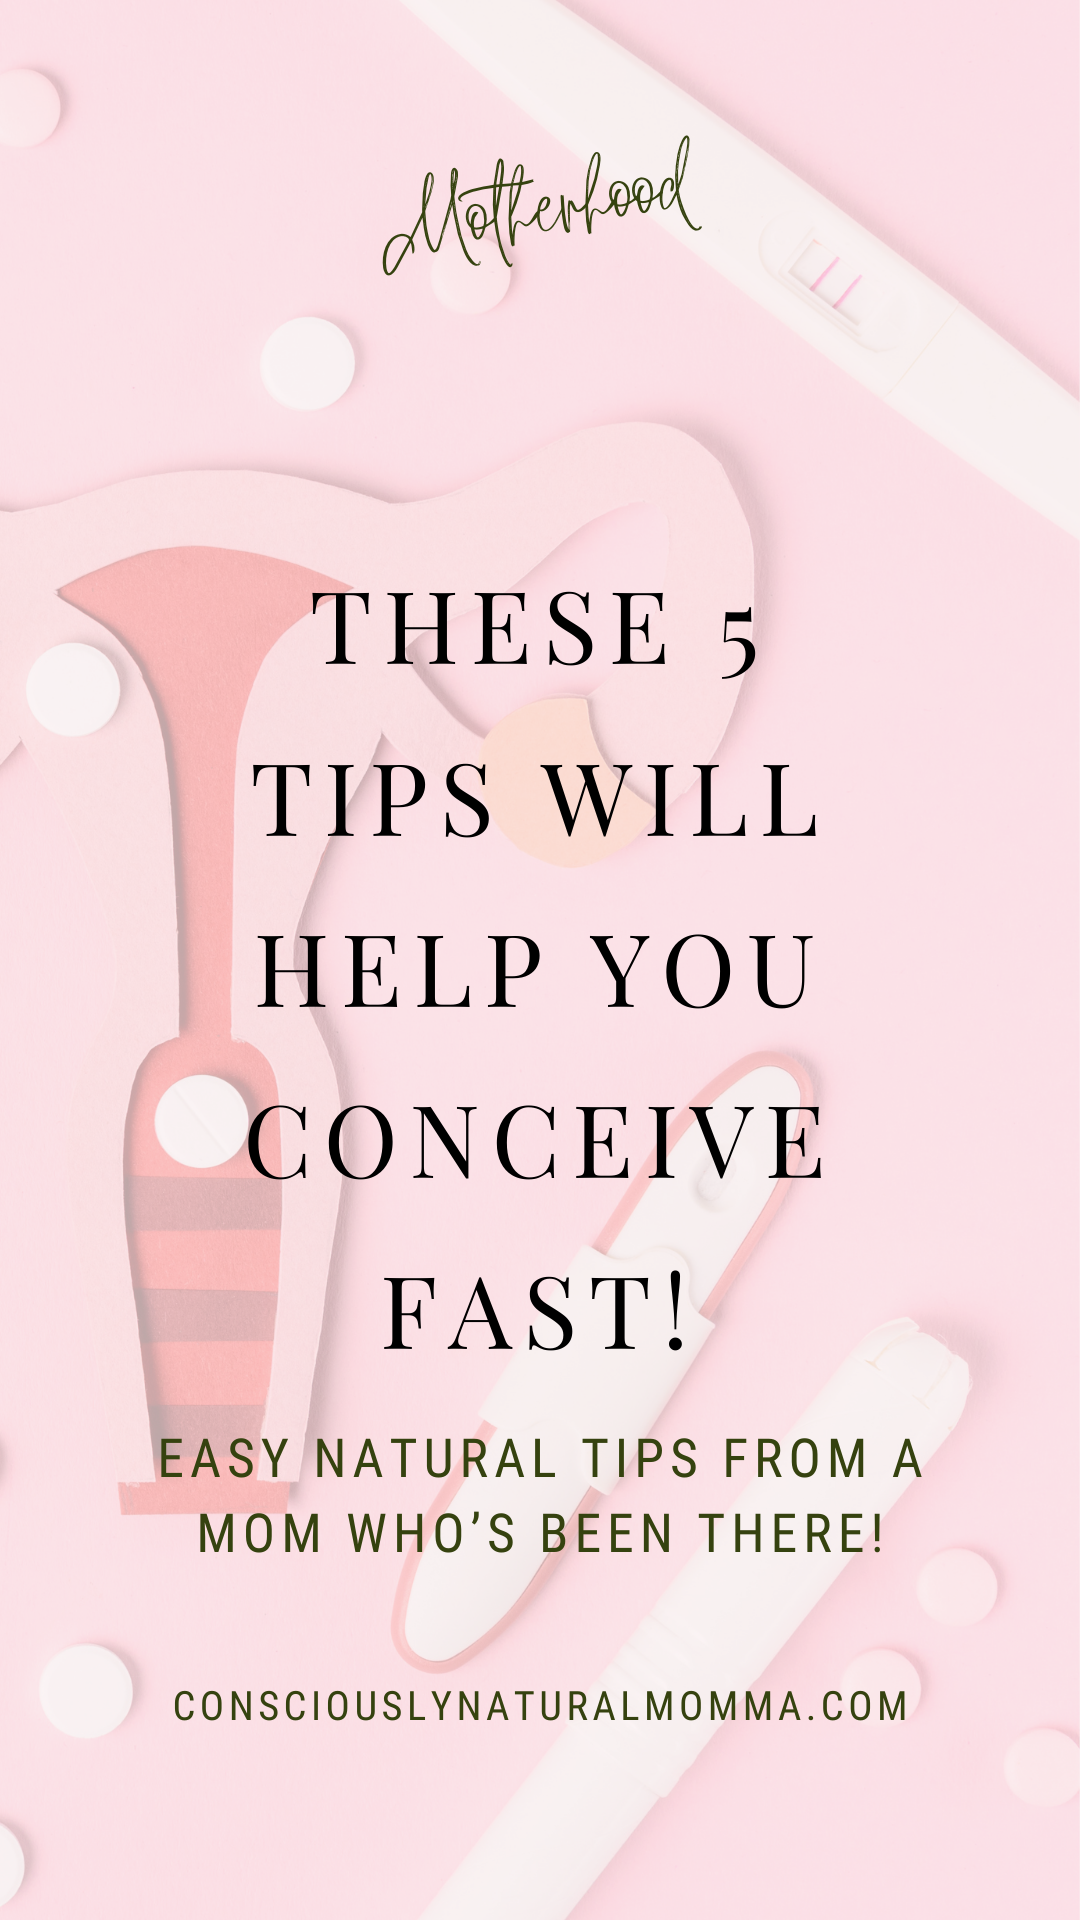 Motherhood
THESE 5
TIPS WILL
HELP YOU
CONCEIVE
FAST!
EASY NATURAL TIPS FROM A
MOM WHO’S BEEN THERE!
CONSCIOUSLYNATURALMOMMA.COM